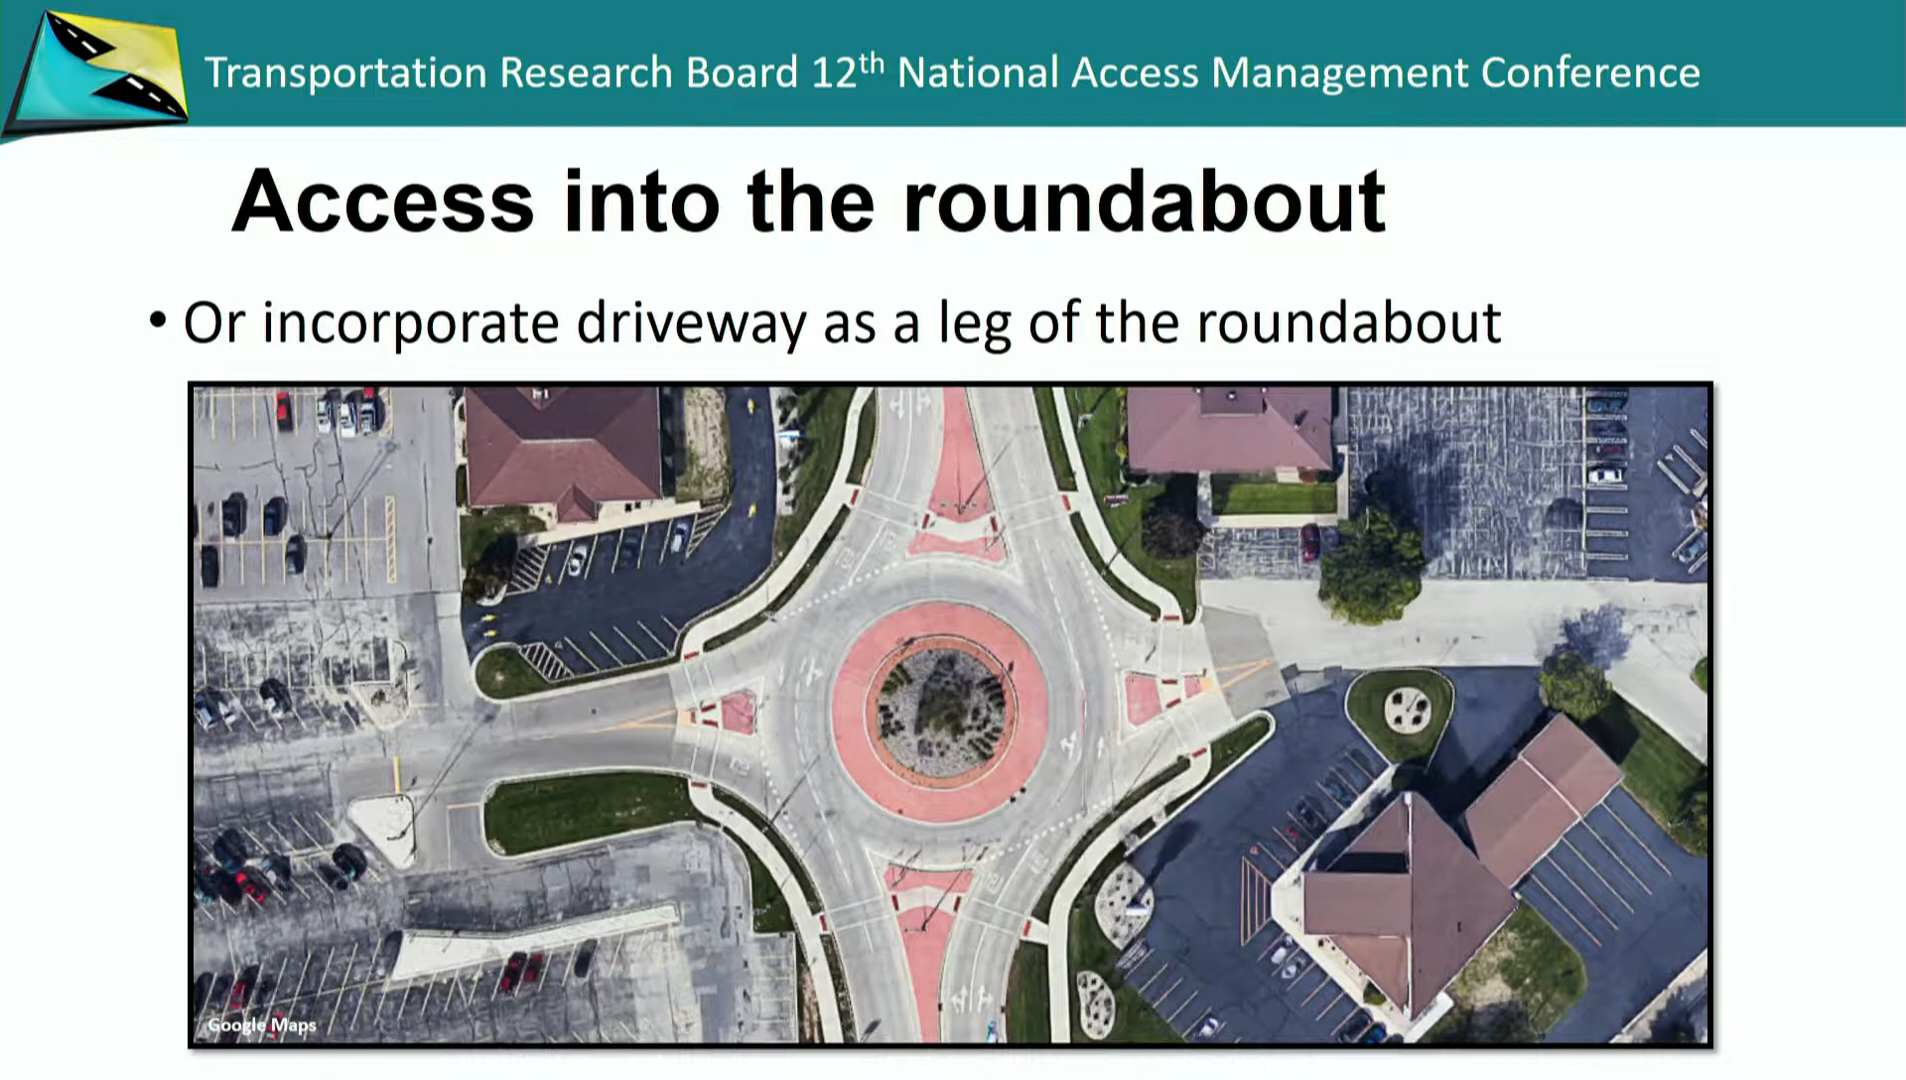 Transportation Research Board 12th National Access Management Conference
Access into the roundabout
• Or incorporate driveway as a leg of the roundabout
Google Maps